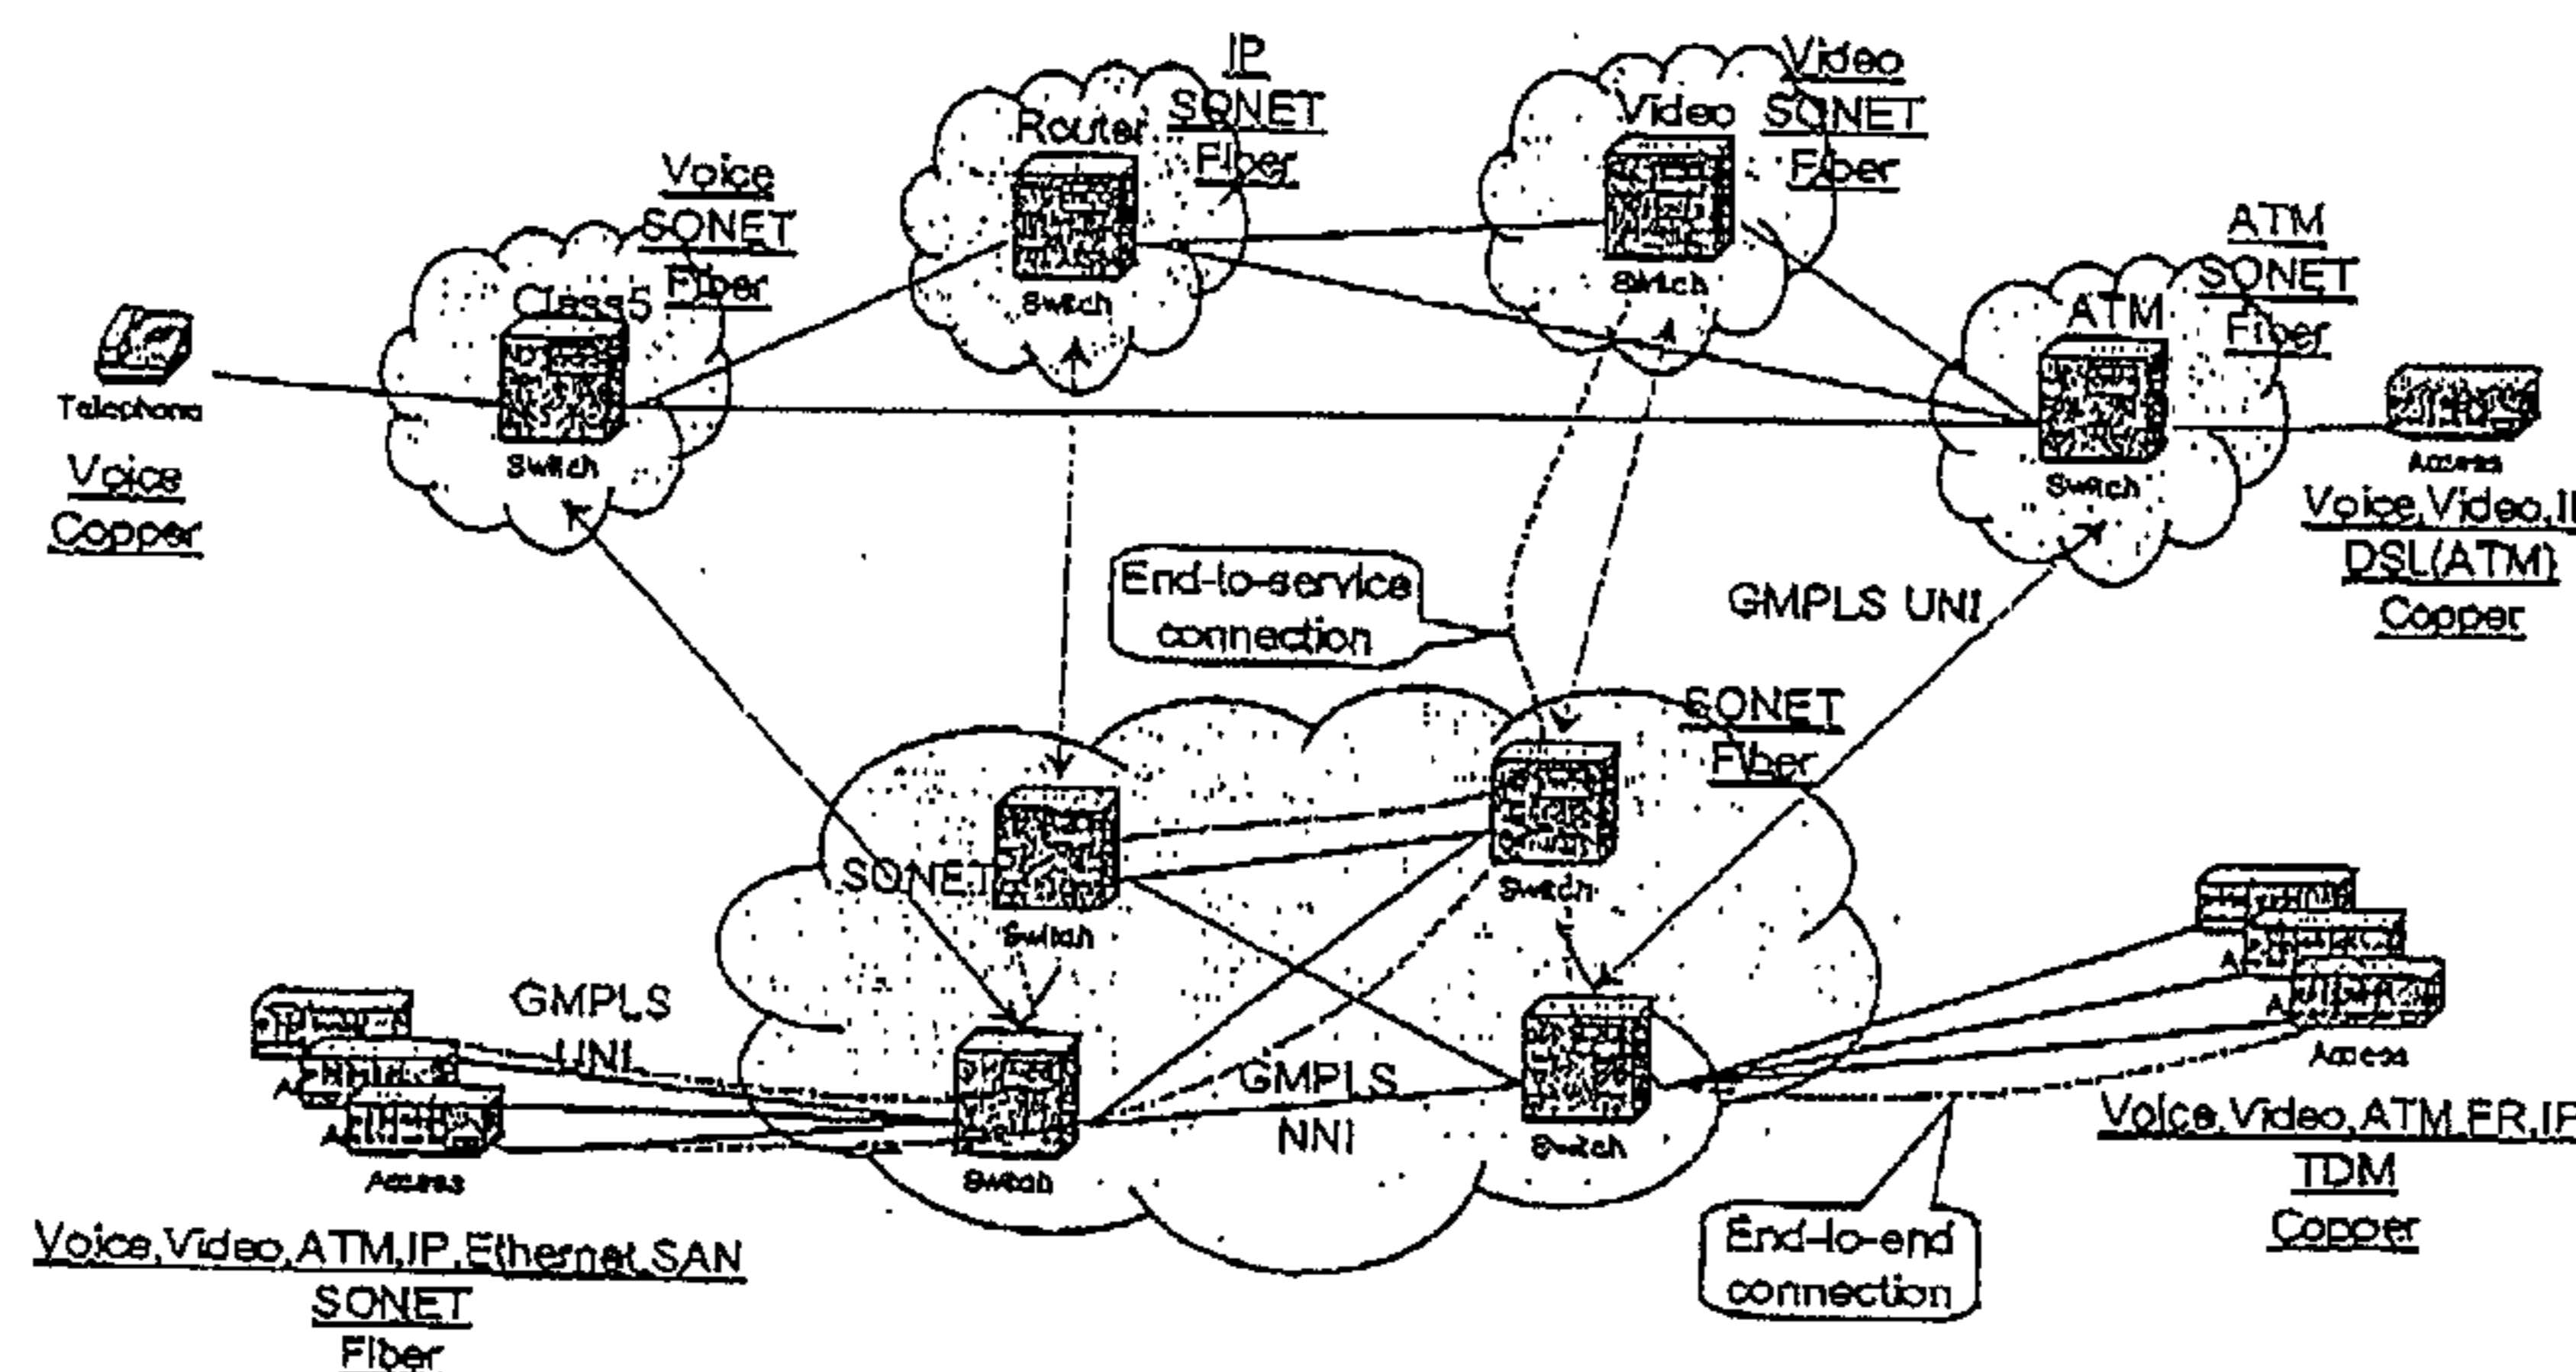 IP
SONET
Fiber
Router
Switch
Video
SONET
Fiber
Video
Switch
Voice
SONET
Fiber
Class5
Switch
ATM
SONET
Fiber
ATM
Switch
Telephone
Voice
Copper
Access
Voice,Video,
DSL(ATM)
Copper
End-to-service
connection
GMPLS UNI
SONET
Fiber
Switch
SONET
Switch
GMPLS
UNI
A
A
Access
Switch
GMPLS
NNI
Switch
A
A
Access
Voice,Video,ATM,IP,Ethernet,SAN
SONET
Fiber
Voice,Video,ATM,FR,IP
TDM
Copper
End-to-end
connection